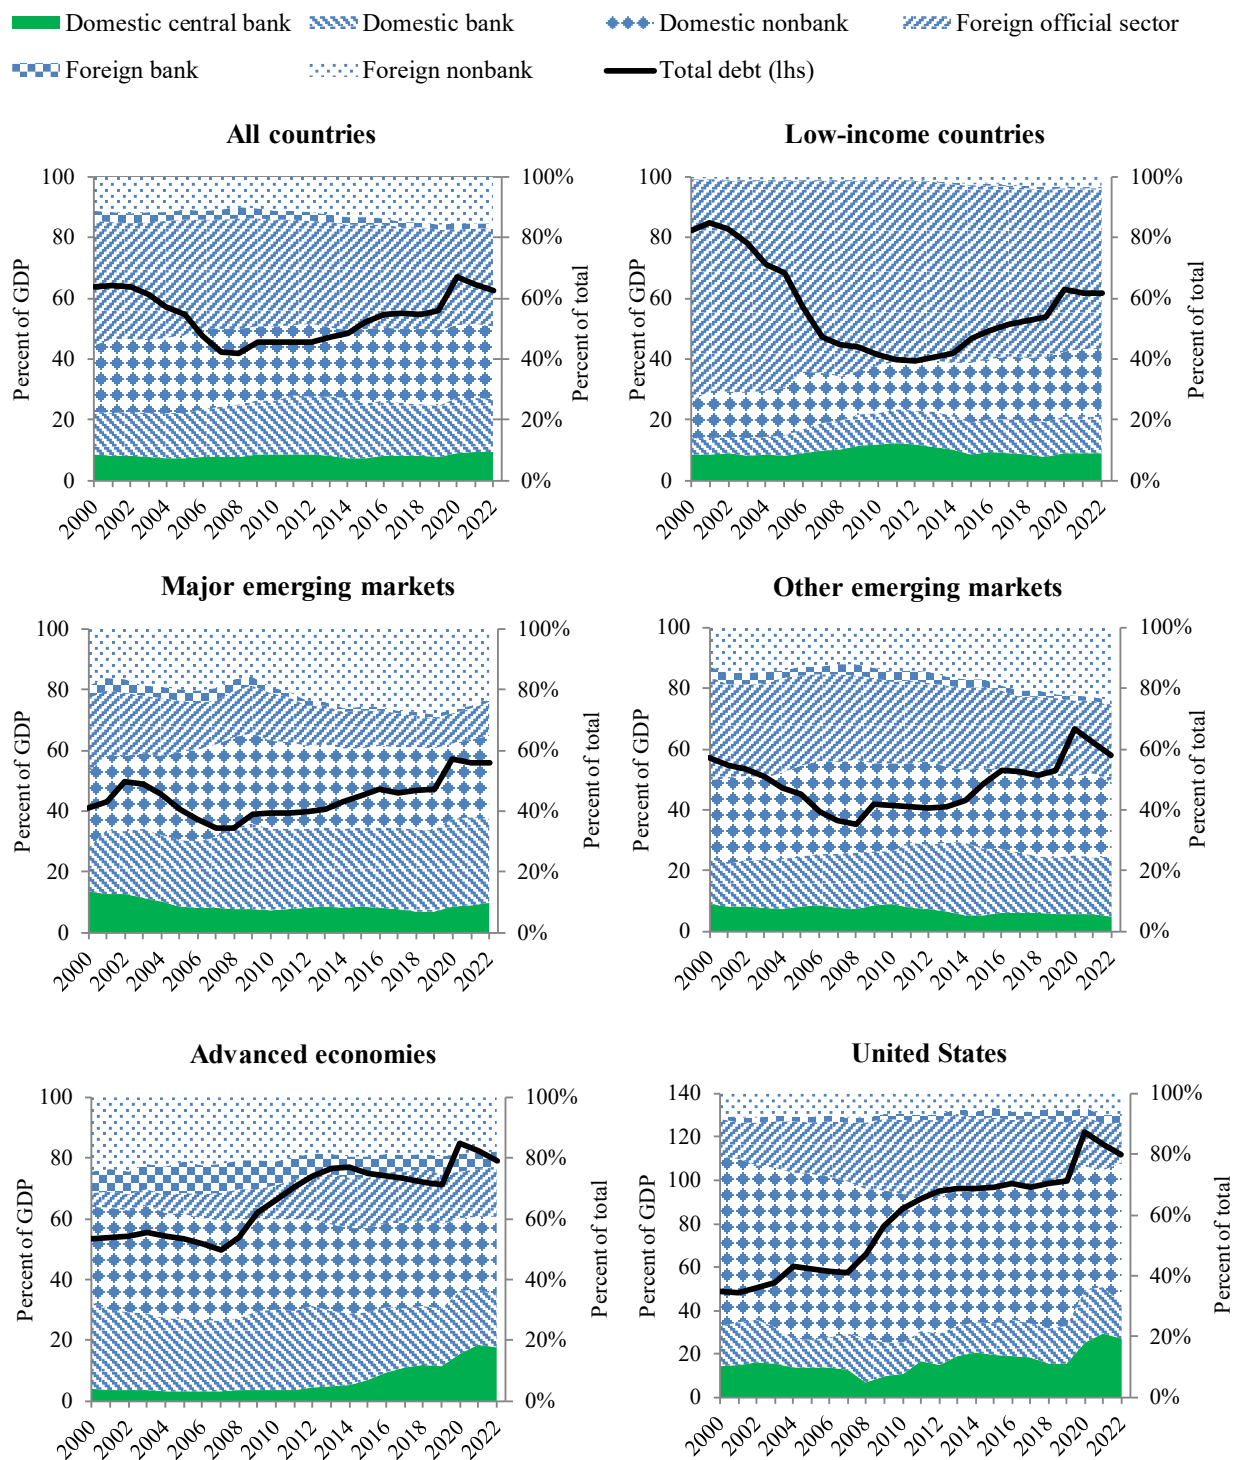 Domestic central bank Domestic bank Domestic nonbank Foreign official sector
Foreign bank Foreign nonbank Total debt (lhs)
All countries
Percent of GDP
100
80
60
40
20
0
100%
80%
60%
40%
20%
0%
Percent of total
2000 2002 2004 2006 2008 2010 2012 2014 2016 2018 2020 2022
Low-income countries
Percent of GDP
100
80
60
40
20
0
100%
80%
60%
40%
20%
0%
Percent of total
2000 2002 2004 2006 2008 2010 2012 2014 2016 2018 2020 2022
Major emerging markets
Percent of GDP
100
80
60
40
20
0
100%
80%
60%
40%
20%
0%
Percent of total
2000 2002 2004 2006 2008 2010 2012 2014 2016 2018 2020 2022
Other emerging markets
Percent of GDP
100
80
60
40
20
0
100%
80%
60%
40%
20%
0%
Percent of total
2000 2002 2004 2006 2008 2010 2012 2014 2016 2018 2020 2022
Advanced economies
Percent of GDP
100
80
60
40
20
0
100%
80%
60%
40%
20%
0%
Percent of total
2000 2002 2004 2006 2008 2010 2012 2014 2016 2018 2020 2022
United States
Percent of GDP
140
120
100
80
60
40
20
0
100%
80%
60%
40%
20%
0%
Percent of total
2000 2002 2004 2006 2008 2010 2012 2014 2016 2018 2020 2022